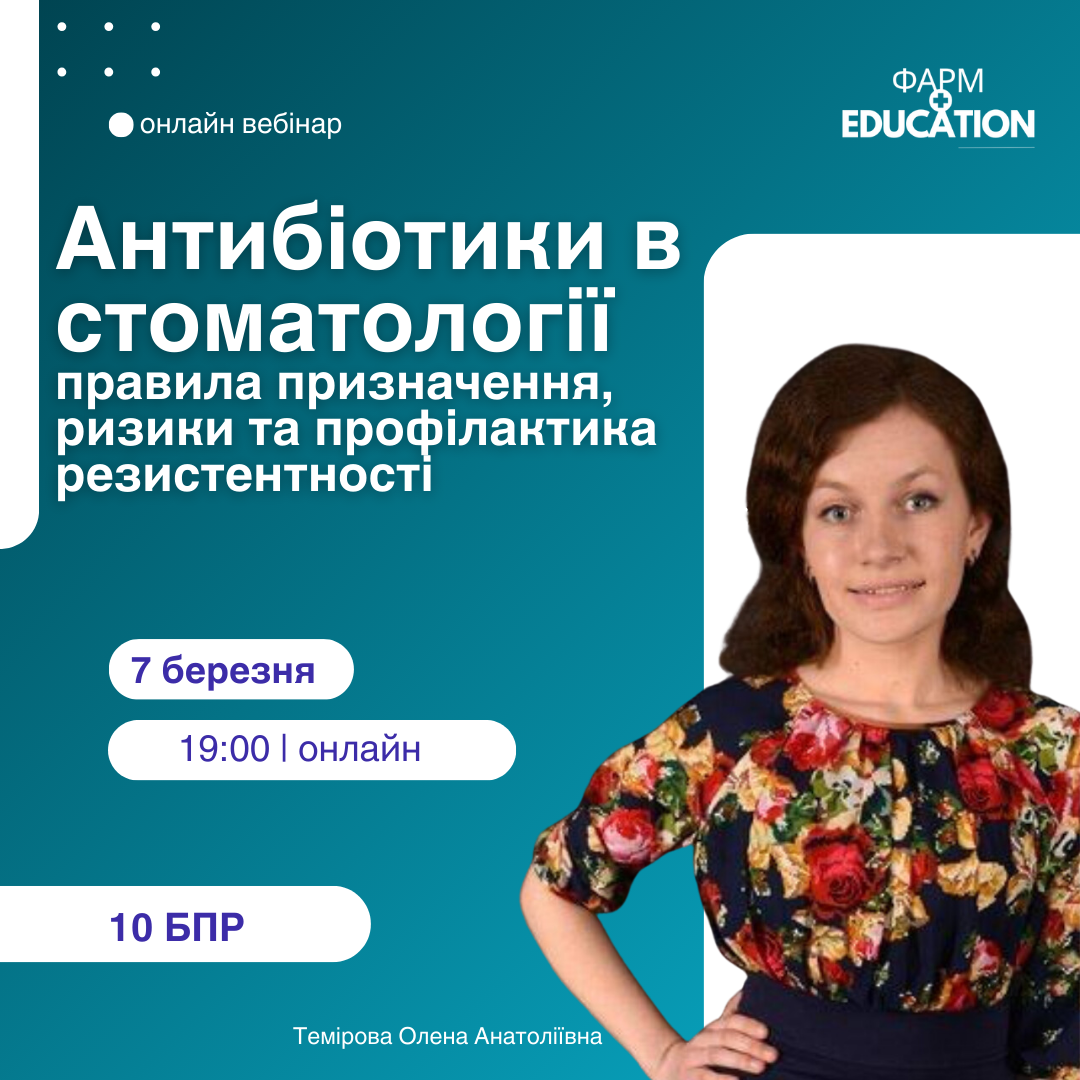 онлайн вебінар
ФАРМ
EDUCATION
Антибіотики в
стоматології
правила призначення,
ризики та профілактика
резистентності
7 березня
19:00 | онлайн
10 БПР
Темірова Олена Анатоліївна